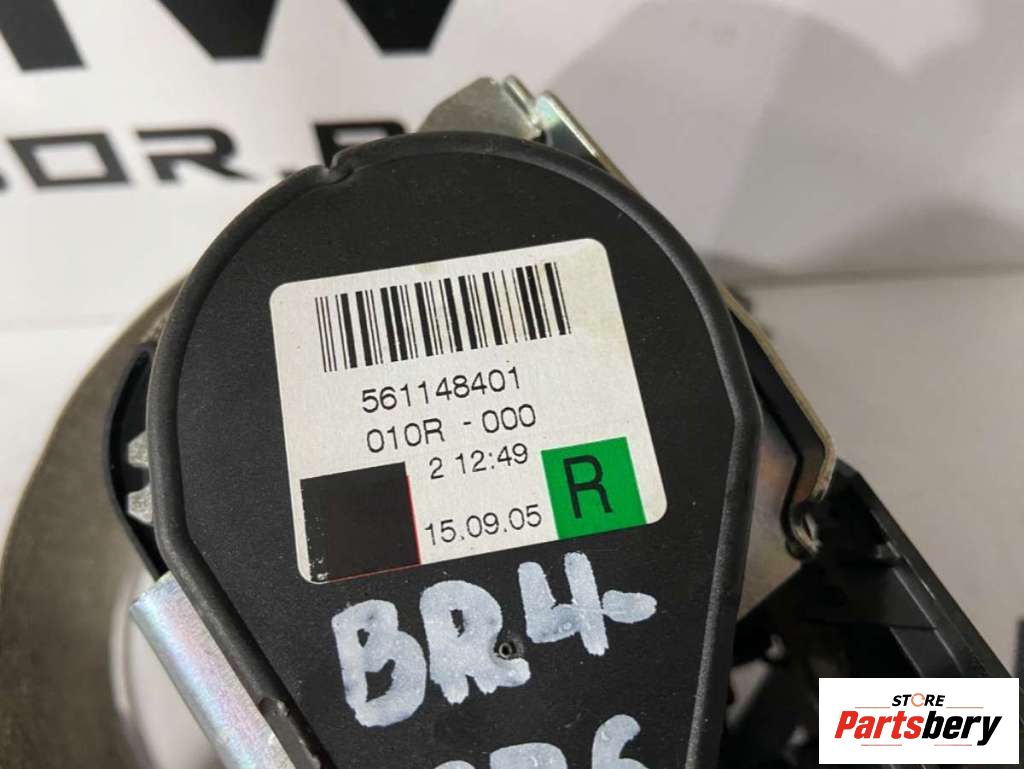 561148401
010R - 000
2 12:49
R
15.09.05
BR4-
STORE
Partsbery